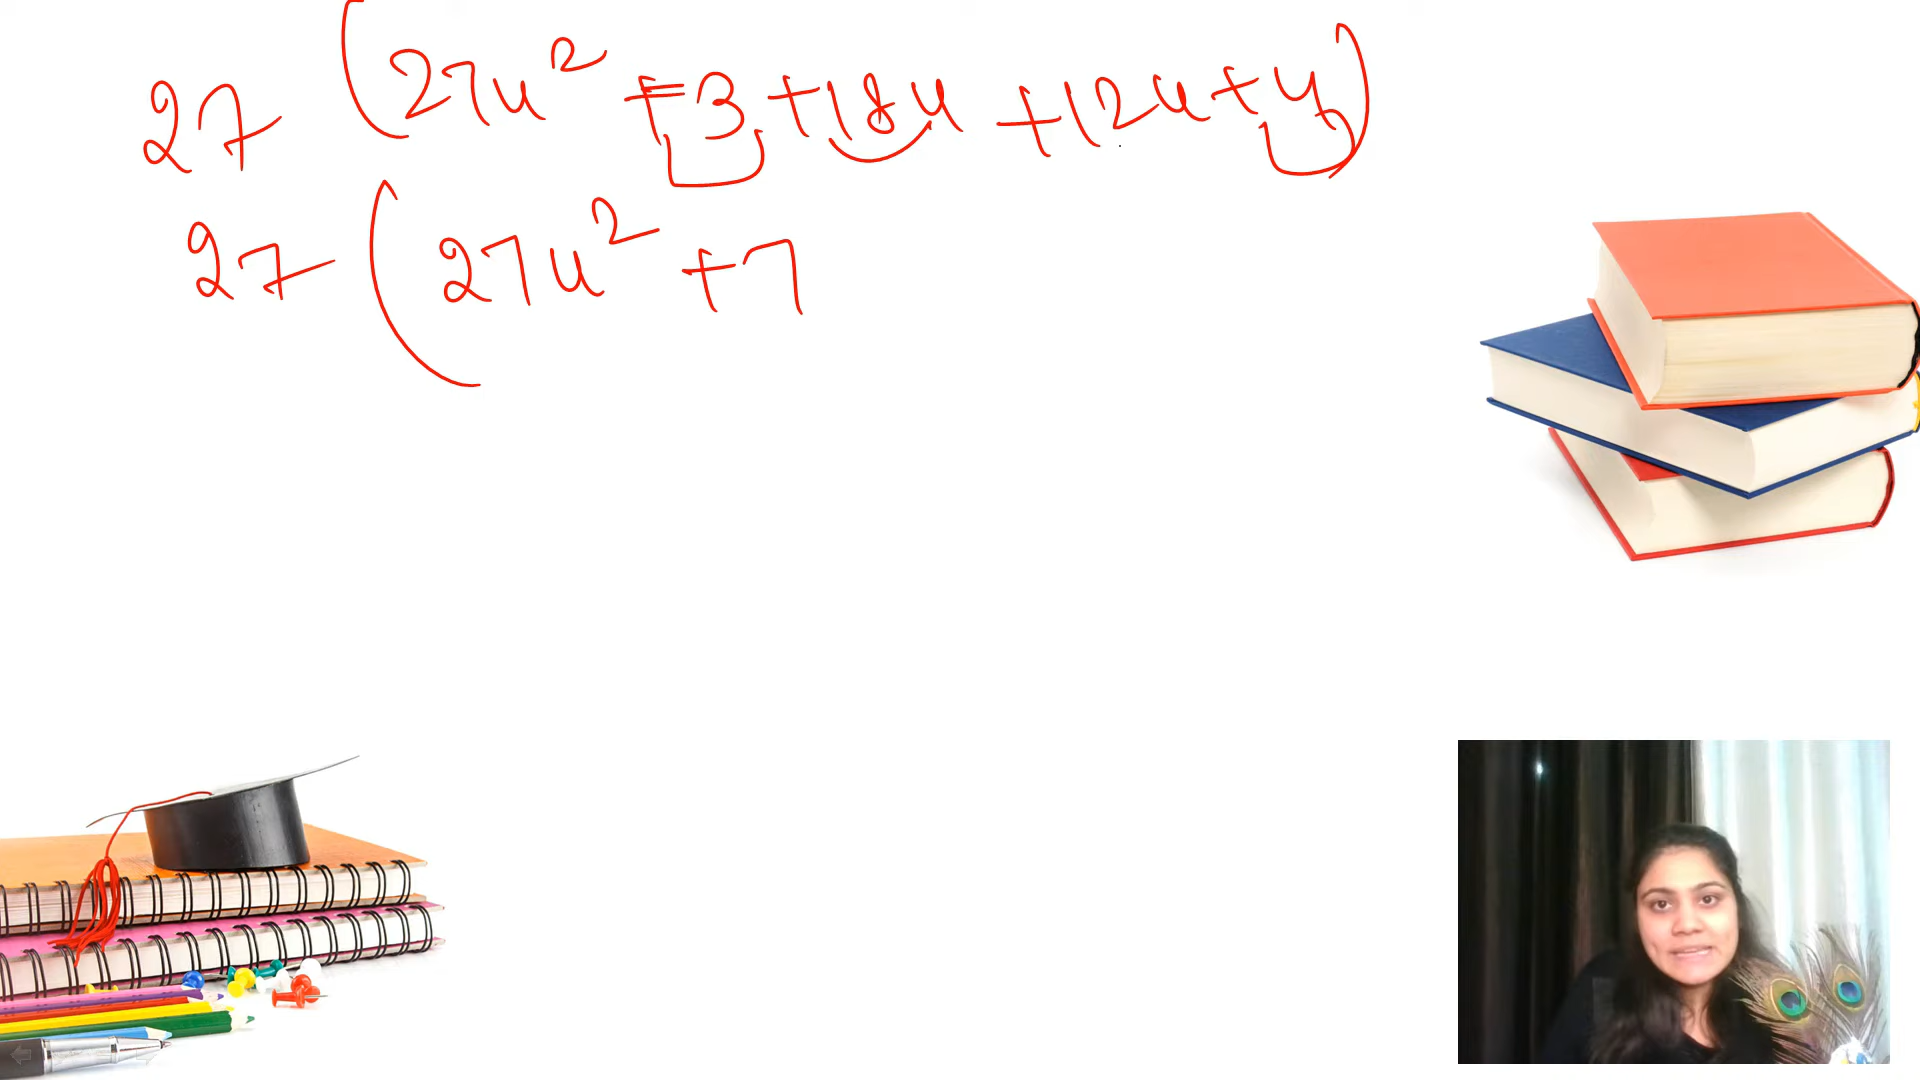 27 (27u² + 3 + 18u + 12u + 4)
27 (27u² + 7